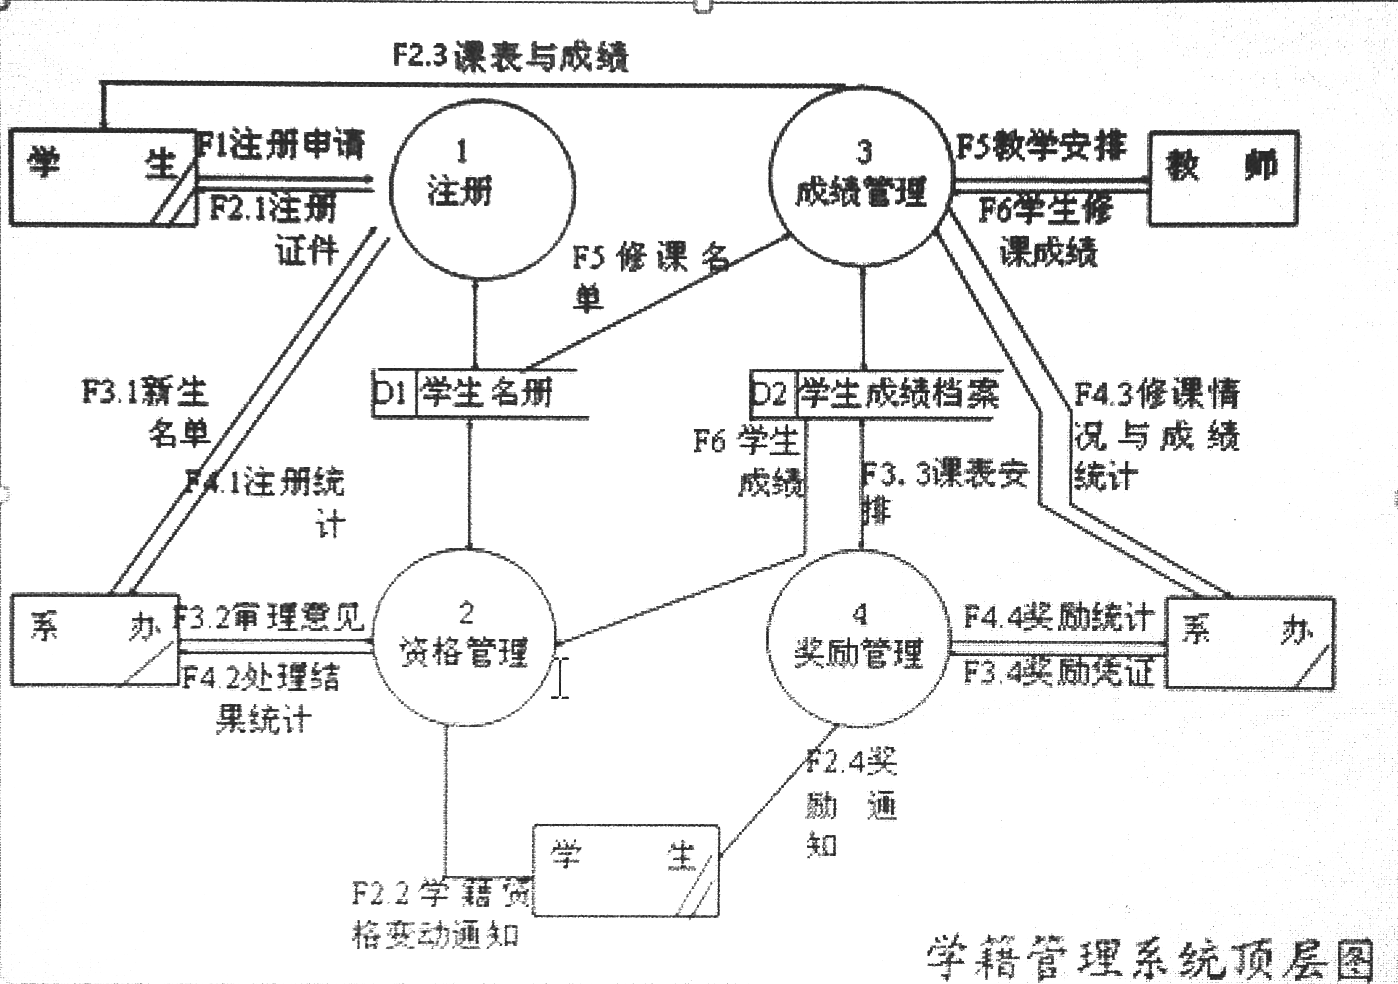 F2.3课表与成绩
学 生
F1注册申请
F2.1注册
证件
1
注册
3
成绩管理
F5教学安排
F6学生修
课成绩
教 师
F5 修 课 名
单
F3.1新生
名单
F4.1注册统
计
D1 学生名册
D2 学生成绩档案
F6 学生
成绩
F3. 3课表安
排
F4.3修课情
况 与 成 绩
统计
系 办
F3.2审理意见
F4.2处理结
果统计
2
资格管理
4
奖励管理
F4.4奖励统计
F3.4奖励凭证
系 办
F2.4奖
励 通
知
学 生
F2.2学 籍 资
格变动通知
学籍管理系统顶层图